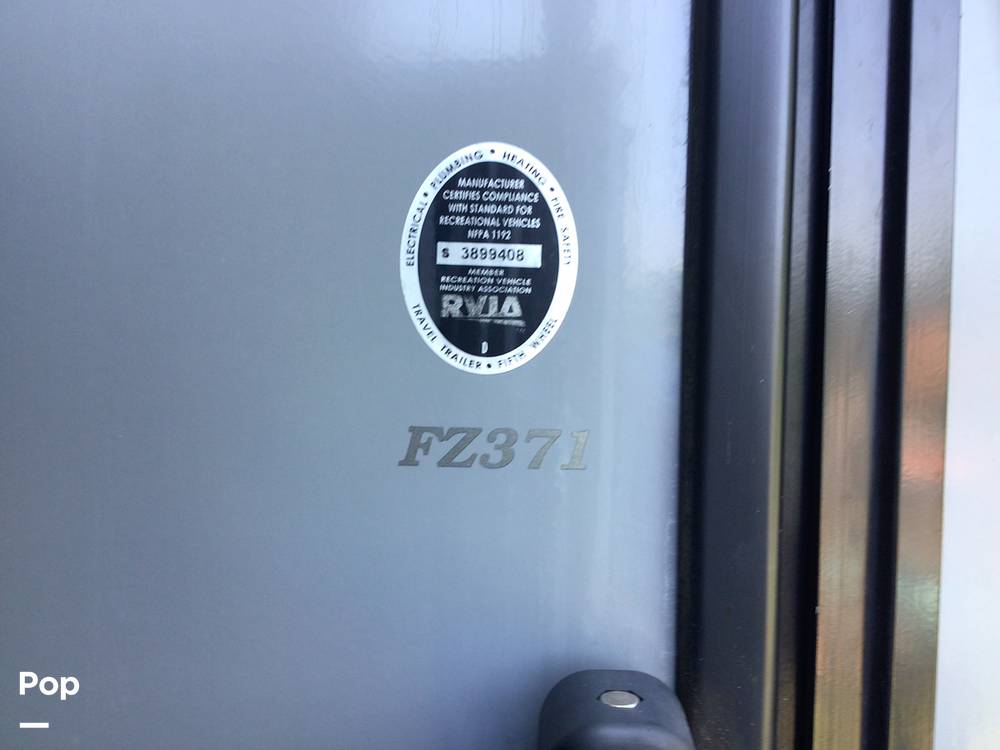 ELECTRICAL • PLUMBING • HEATING • FIRE SAFETY
MANUFACTURER
CERTIFIES COMPLIANCE
WITH STANDARD FOR
RECREATIONAL VEHICLES
NFPA 1192
S 3899408
MEMBER
RECREATION VEHICLE
INDUSTRY ASSOCIATION
RVIA
D
TRAVEL TRAILER • FIFTH WHEEL
FZ371
Pop